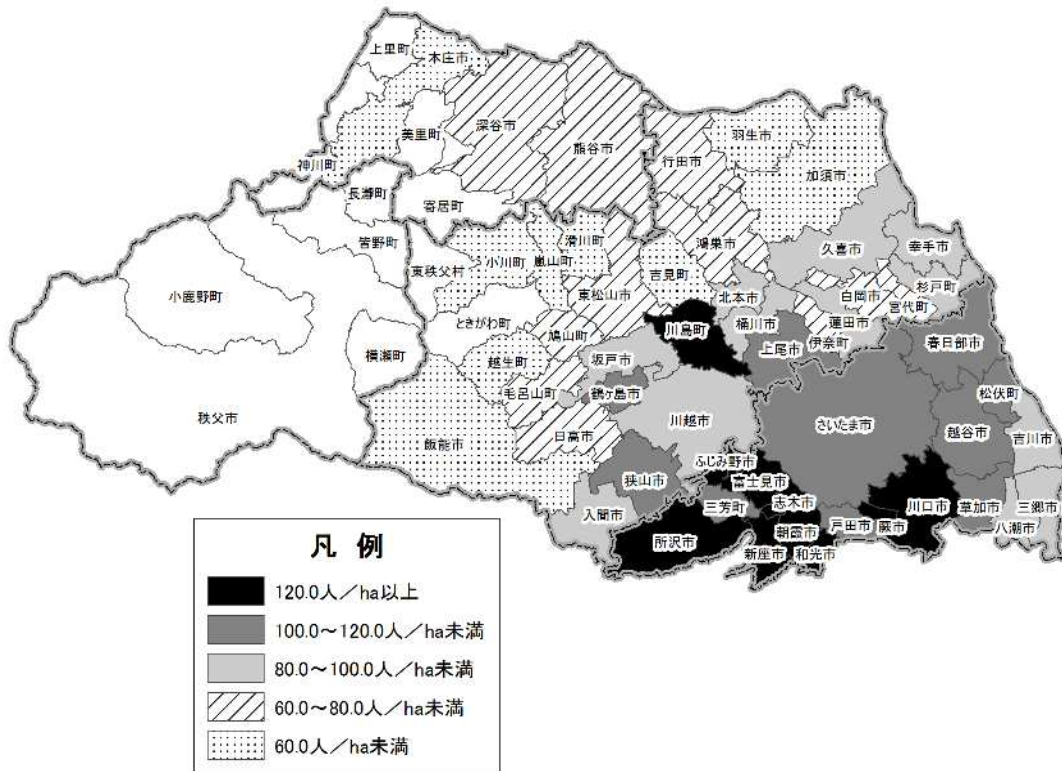 上里町
本庄市
美里町
深谷市
熊谷市
神川町
長瀞町
寄居町
皆野町
行田市
羽生市
加須市
鴻巣市
久喜市
幸手市
小鹿野町
東秩父村
小川町
嵐山町
滑川町
吉見町
東松山市
北本市
白岡市
杉戸町
宮代町
ときがわ町
鳩山町
川島町
桶川市
蓮田市
伊奈町
上尾市
春日部市
横瀬町
越生町
坂戸市
毛呂山町
鶴ヶ島市
松伏町
秩父市
飯能市
日高市
川越市
さいたま市
越谷市
吉川市
ふじみ野市
狭山市
富士見市
入間市
三芳町
志木市
川口市
草加市
三郷市
八潮市
所沢市
朝霞市
戸田市
蕨市
新座市
和光市
凡 例
120.0人/ha以上
100.0~120.0人/ha未満
80.0~100.0人/ha未満
60.0~80.0人/ha未満
60.0人/ha未満